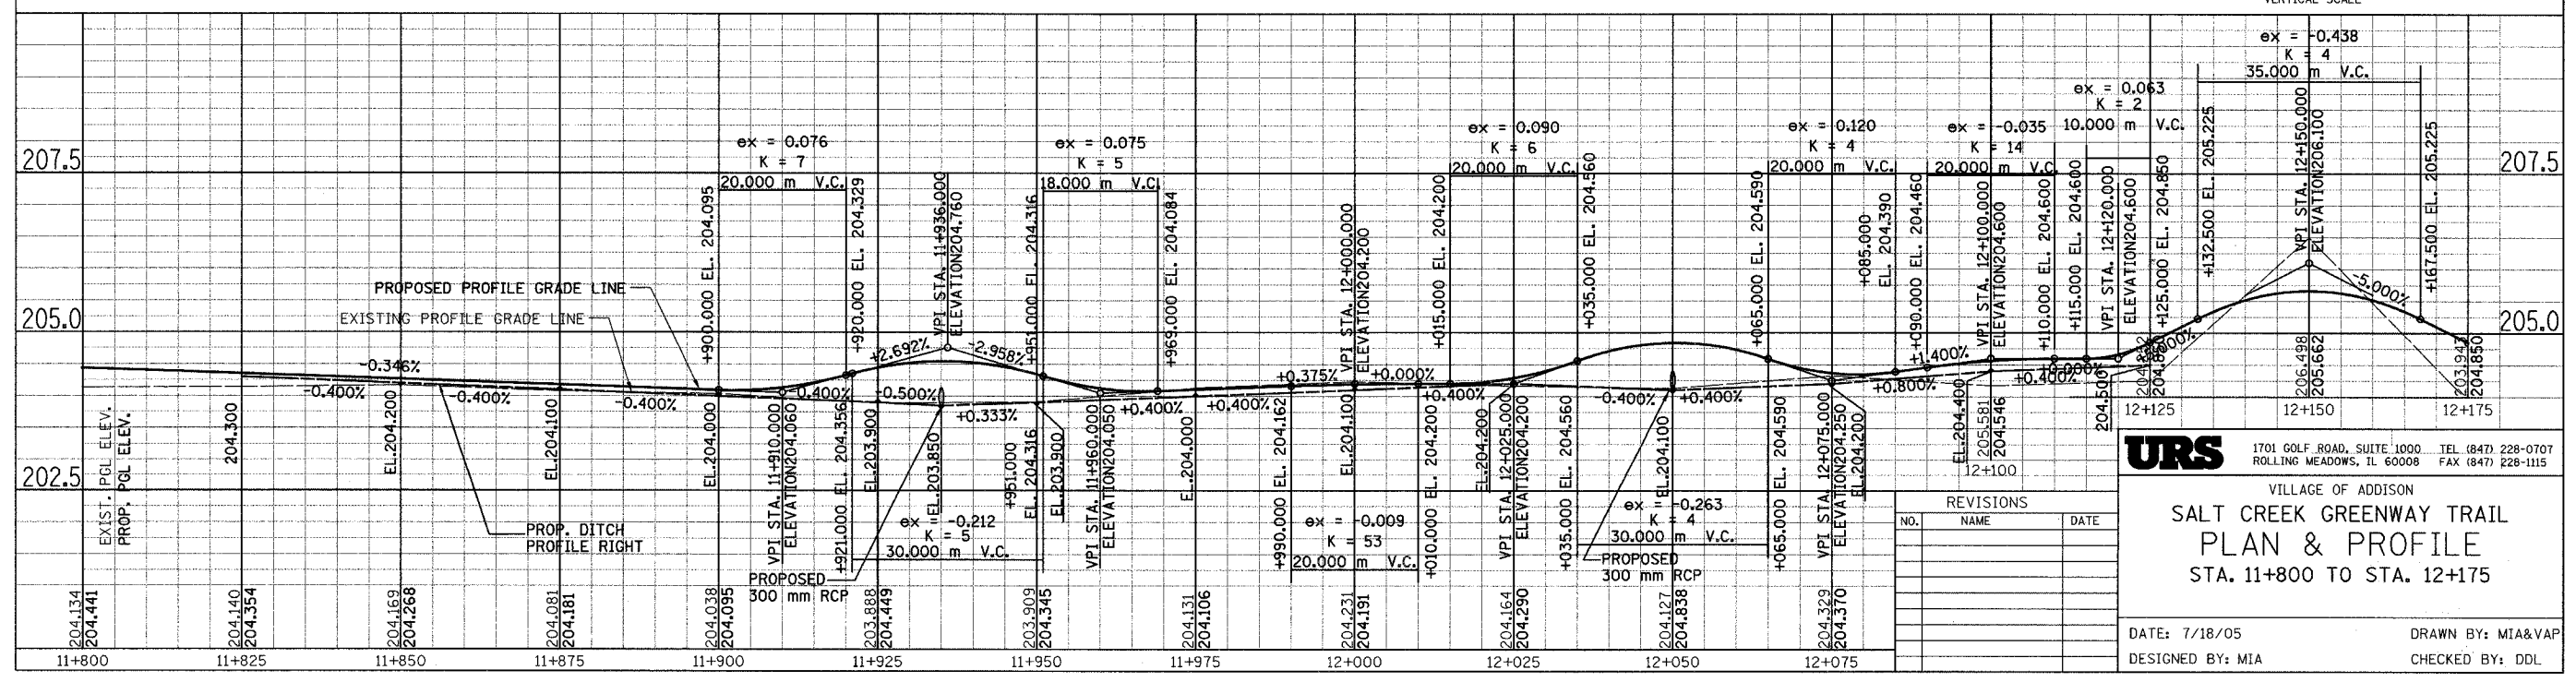 VERTICAL SCALE
ex = -0.438
K = 4
35.000 m V.C.
ex = 0.063
K = 2
10.000 m V.C.
ex = 0.076
K = 7
20.000 m V.C.
ex = 0.075
K = 5
18.000 m V.C.
ex = 0.090
K = 6
20.000 m V.C.
ex = 0.120
K = 4
20.000 m V.C.
ex = -0.035
K = 14
20.000 m V.C.
207.5
207.5
205.0
205.0
202.5
+900.000 EL. 204.095
+920.000 EL. 204.329
VPI STA. 11+936.000
ELEVATION204.760
+951.000 EL. 204.316
+969.000 EL. 204.084
VPI STA. 12+000.000
ELEVATION204.200
+015.000 EL. 204.200
+035.000 EL. 204.560
+065.000 EL. 204.590
+085.000
EL. 204.390
+090.000 EL. 204.460
VPI STA. 12+100.000
ELEVATION204.600
+110.000 EL. 204.600
+115.000 EL. 204.600
VPI STA. 12+120.000
ELEVATION204.600
+125.000 EL. 204.850
+132.500 EL. 205.225
VPI STA. 12+150.000
ELEVATION206.100
+167.500 EL. 205.225
PROPOSED PROFILE GRADE LINE
EXISTING PROFILE GRADE LINE
-0.346%
+2.692%
-2.958%
+0.375%
+0.000%
+1.400%
+0.000%
-5.000%
-0.400%
-0.400%
-0.400%
-0.400%
-0.500%
+0.333%
+0.400%
+0.400%
+0.400%
-0.400%
+0.400%
+0.800%
+0.400%
EXIST. PGL ELEV.
PROP. PGL ELEV.
204.300
EL.204.200
EL.204.100
EL.204.000
VPI STA. 11+910.000
ELEVATION204.060
+921.000 EL. 204.356
EL.203.900
EL.203.850
+951.000
EL. 204.316
EL.203.900
VPI STA. 11+960.000
ELEVATION204.050
EL.204.000
+990.000 EL. 204.162
EL.204.100
+010.000 EL. 204.200
EL.204.200
VPI STA. 12+025.000
ELEVATION204.200
+035.000 EL. 204.560
EL.204.100
+065.000 EL. 204.590
VPI STA. 12+075.000
ELEVATION204.250
EL.204.200
EL.204.400
205.581
204.546
12+100
204.500
204.850
12+125
206.498
205.662
12+150
204.850
12+175
PROP. DITCH
PROFILE RIGHT
ex = -0.212
K = 5
30.000 m V.C.
PROPOSED
300 mm RCP
ex = -0.009
K = 53
20.000 m V.C.
ex = -0.263
K = 4
30.000 m V.C.
PROPOSED
300 mm RCP
204.134
204.441
204.140
204.354
204.169
204.268
204.081
204.181
204.038
204.095
203.888
204.449
203.909
204.345
204.131
204.106
204.231
204.191
204.164
204.290
204.127
204.838
204.329
204.370
11+800
11+825
11+850
11+875
11+900
11+925
11+950
11+975
12+000
12+025
12+050
12+075
REVISIONS
NO. NAME DATE
URS
1701 GOLF ROAD, SUITE 1000 TEL (847) 228-0707
ROLLING MEADOWS, IL 60008 FAX (847) 228-1115
VILLAGE OF ADDISON
SALT CREEK GREENWAY TRAIL
PLAN & PROFILE
STA. 11+800 TO STA. 12+175
DATE: 7/18/05 DRAWN BY: MIA&VAP
DESIGNED BY: MIA CHECKED BY: DDL